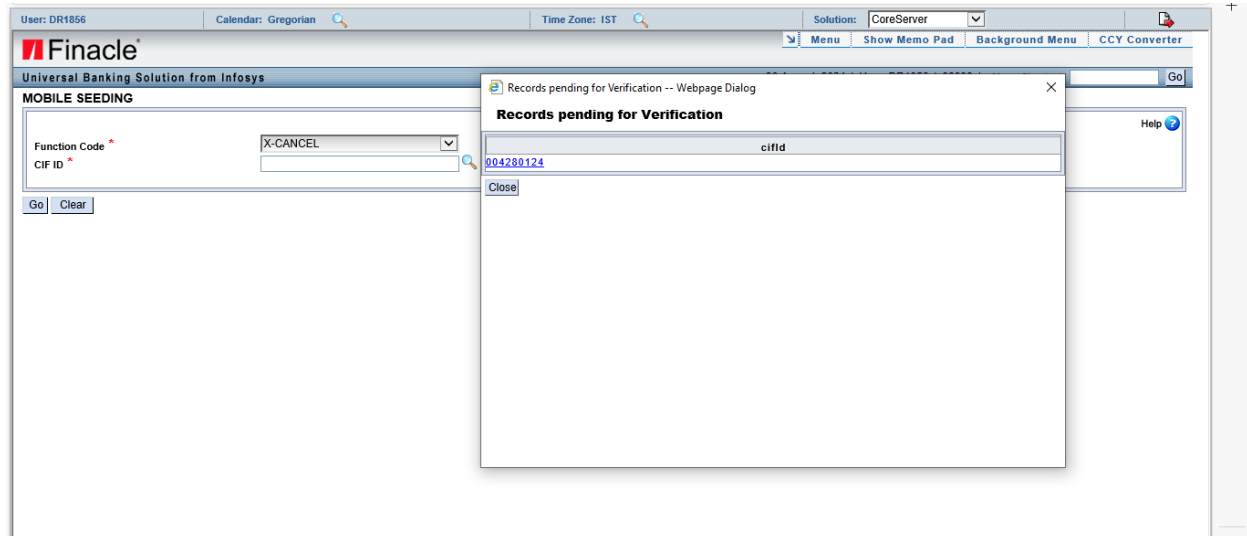 User: DR1856 Calendar: Gregorian Time Zone: IST Solution: CoreServer
Finacle
Menu Show Memo Pad Background Menu CCY Converter
Universal Banking Solution from Infosys Go
MOBILE SEEDING
Records pending for Verification -- Webpage Dialog
Records pending for Verification
Help ?
Function Code * X-CANCEL
CIF ID *
cifId
004280124
Close
Go Clear